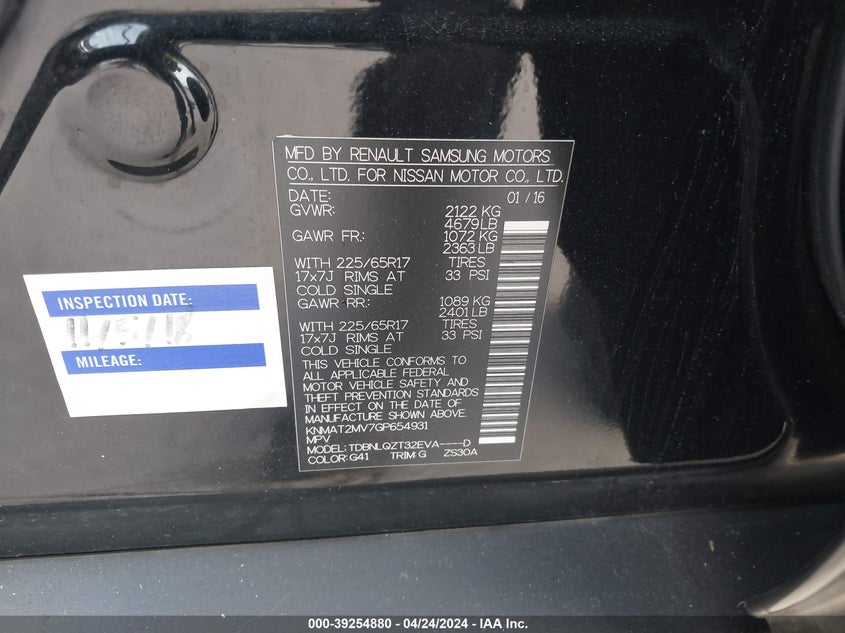 MFD BY RENAULT SAMSUNG MOTORS
CO., LTD. FOR NISSAN MOTOR CO., LTD.
DATE: 01 / 16
GVWR: 2122 KG
4679LB
GAWR FR.: 1072 KG
2363 LB
WITH 225/65R17 TIRES
17x7J RIMS AT 33 PSI
COLD SINGLE
GAWR RR.: 1089 KG
2401 LB
WITH 225/65R17 TIRES
17x7J RIMS AT 33 PSI
COLD SINGLE
THIS VEHICLE CONFORMS TO
ALL APPLICABLE FEDERAL
MOTOR VEHICLE SAFETY AND
THEFT PREVENTION STANDARDS
IN EFFECT ON THE DATE OF
MANUFACTURE SHOWN ABOVE.
KNMAT2MV7GP654931
MPV
MODEL: TDBNLQZT32EVA----D
COLOR: G41 TRIM: G ZS30A
INSPECTION DATE:
MILEAGE:
000-39254880 - 04/24/2024 - IAA Inc.